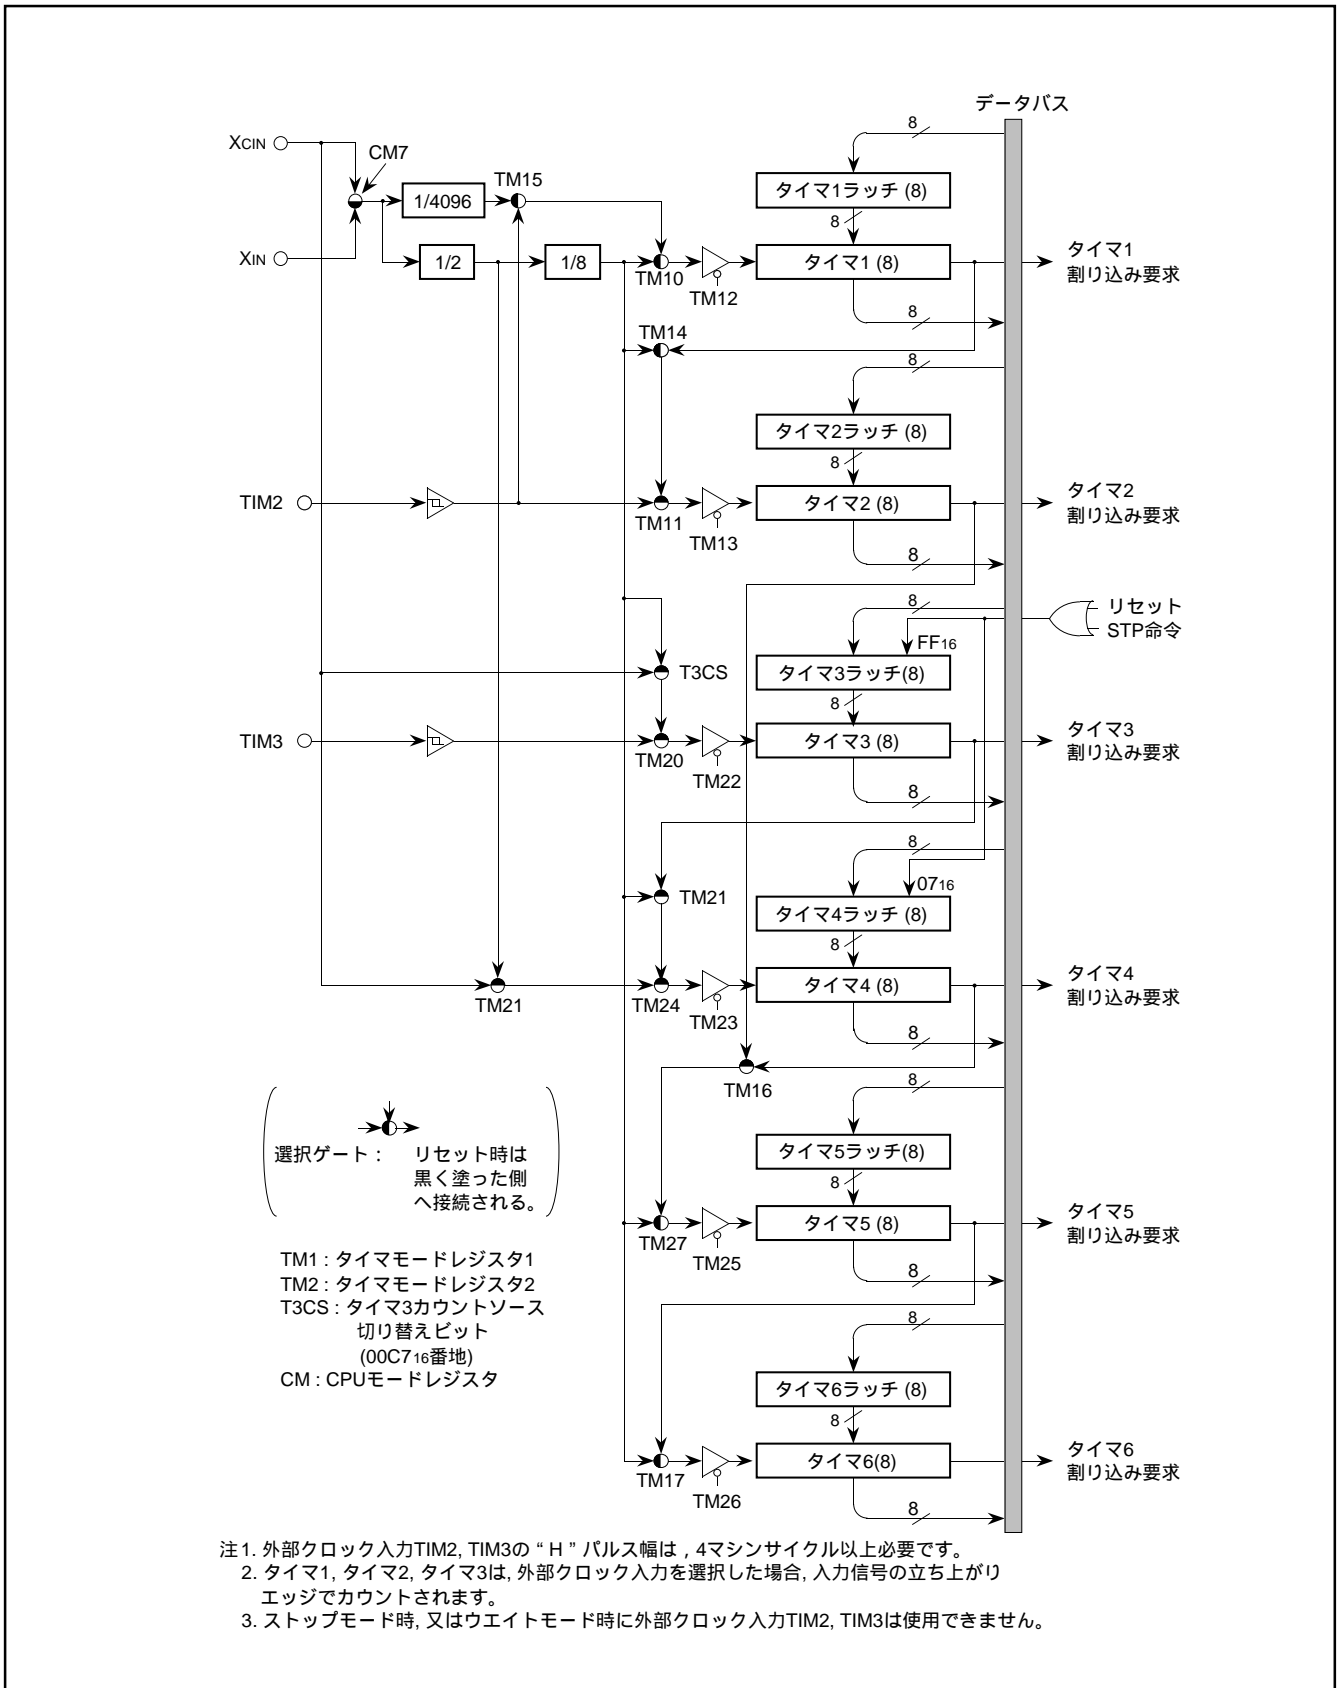 データバス
8
XCIN
CM7
TM15
タイマ1ラッチ (8)
1/4096
8
XIN
1/2
1/8
タイマ1 (8)
タイマ1
割り込み要求
TM10
TM12
8
TM14
8
タイマ2ラッチ (8)
8
TIM2
タイマ2 (8)
タイマ2
割り込み要求
TM11
TM13
8
8
リセット
STP命令
FF16
T3CS
タイマ3ラッチ(8)
8
TIM3
タイマ3 (8)
タイマ3
割り込み要求
TM20
TM22
8
8
0716
TM21
タイマ4ラッチ (8)
8
タイマ4 (8)
タイマ4
割り込み要求
TM21
TM24
TM23
8
TM16
8
選択ゲート : リセット時は
黒く塗った側
へ接続される。
タイマ5ラッチ(8)
8
タイマ5 (8)
タイマ5
割り込み要求
TM27
TM25
8
TM1 : タイマモードレジスタ1
TM2 : タイマモードレジスタ2
T3CS : タイマ3カウントソース
切り替えビット
(00C716番地)
CM : CPUモードレジスタ
8
タイマ6ラッチ (8)
8
タイマ6(8)
タイマ6
割り込み要求
TM17
TM26
8
注1. 外部クロック入力TIM2, TIM3の“ H ”パルス幅は , 4マシンサイクル以上必要です。
2. タイマ1, タイマ2, タイマ3は, 外部クロック入力を選択した場合, 入力信号の立ち上がり
エッジでカウントされます。
3. ストップモード時, 又はウエイトモード時に外部クロック入力TIM2, TIM3は使用できません。